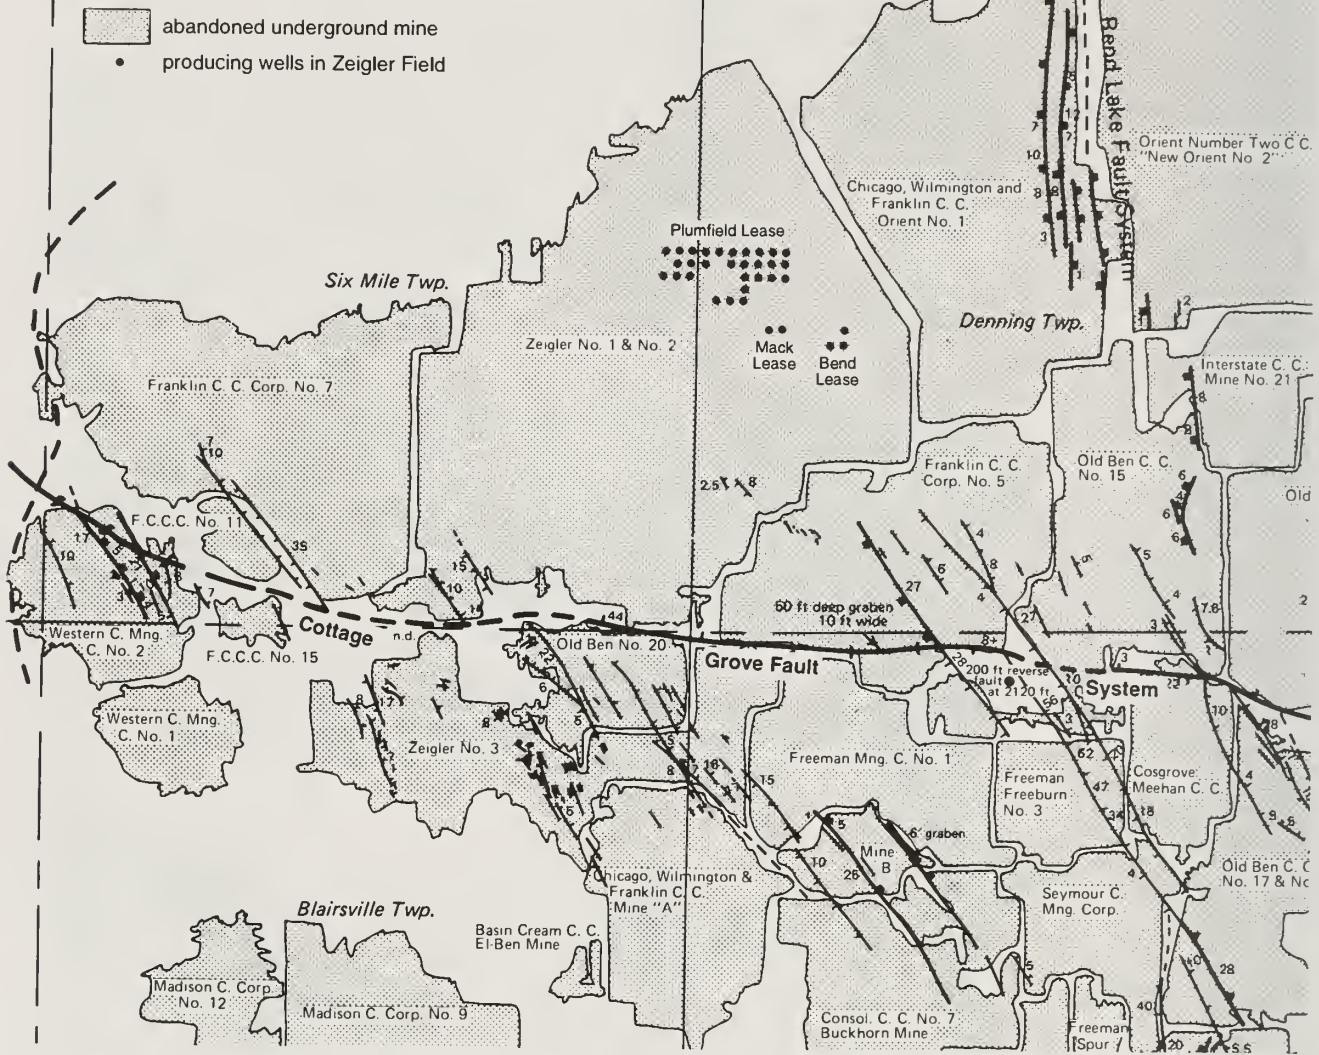 abandoned underground mine
producing wells in Zeigler Field
Bend Lake Fault System
Orient Number Two C C.
"New Orient No 2"
Chicago, Wilmington and
Franklin C. C.
Orient No. 1
Plumfield Lease
Six Mile Twp.
Denning Twp.
Zeigler No. 1 & No. 2
Mack
Lease
Bend
Lease
Interstate C. C.
Mine No. 21
Franklin C. C. Corp. No. 7
Franklin C. C.
Corp. No. 5
Old Ben C. C.
No. 15
Old
F.C.C.C. No. 11
60 ft deep graben
10 ft wide
Western C. Mng.
C. No. 2
F.C.C.C. No. 15
Cottage
n.d.
Old Ben No. 20
Grove Fault
200 ft reverse
fault
at 2120 ft
System
Western C. Mng.
C. No. 1
Zeigler No. 3
Freeman Mng. C. No. 1
Freeman
Freeburn
No. 3
Cosgrove
Meehan C. C.
6' graben
Mine
B
Chicago, Wilmington &
Franklin C. C.
Mine "A"
Seymour C.
Mng. Corp.
Old Ben C. C
No. 17 & No
Blairsville Twp.
Basin Cream C. C.
El-Ben Mine
Madison C. Corp.
No. 12
Madison C. Corp. No. 9
Consol. C. C. No. 7
Buckhorn Mine
Freeman
Spur